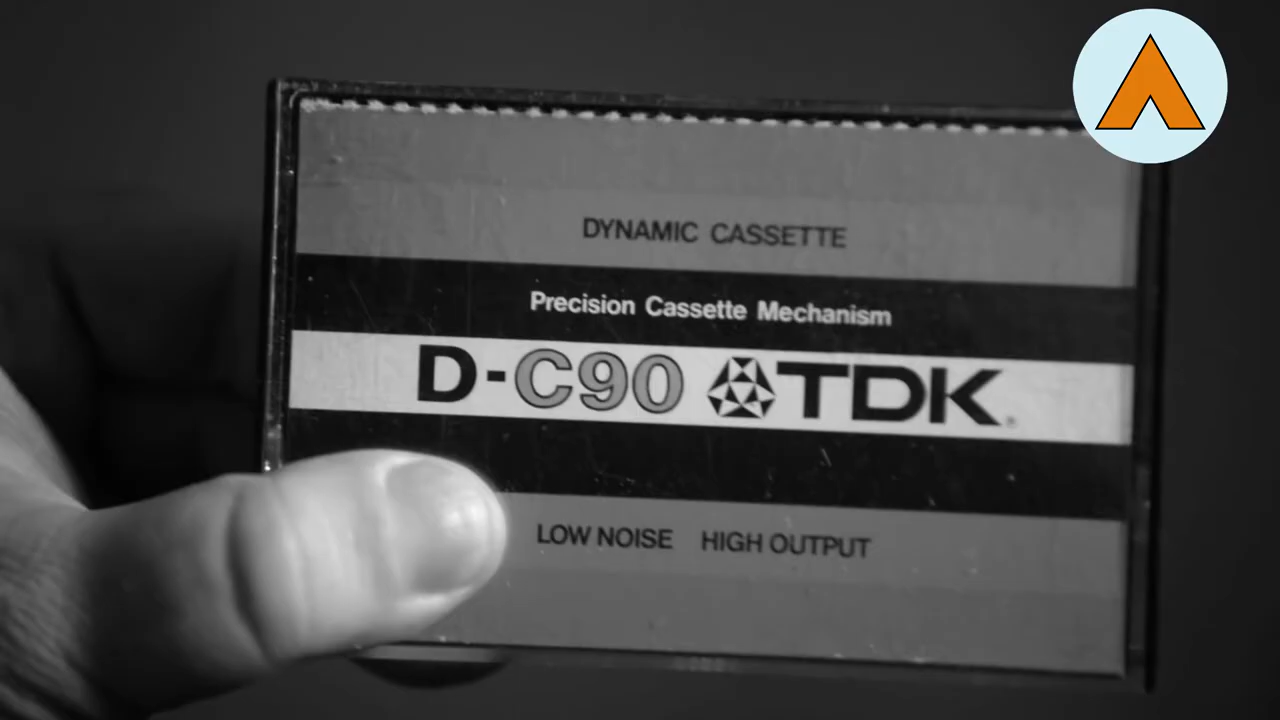 DYNAMIC CASSETTE
Precision Cassette Mechanism
D-C90 TDK
LOW NOISE HIGH OUTPUT